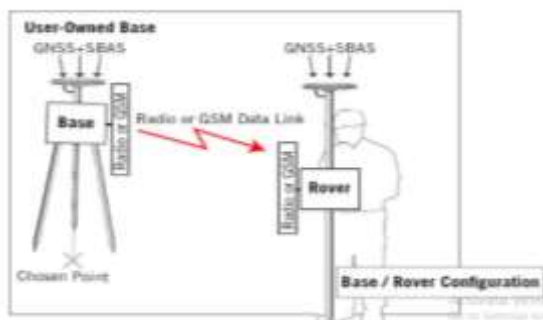 User-Owned Base
GNSS+SBAS
GNSS+SBAS
Base
Radio or GSM
Radio or GSM Data Link
Radio or GSM
Rover
Chosen Point
Base / Rover Configuration